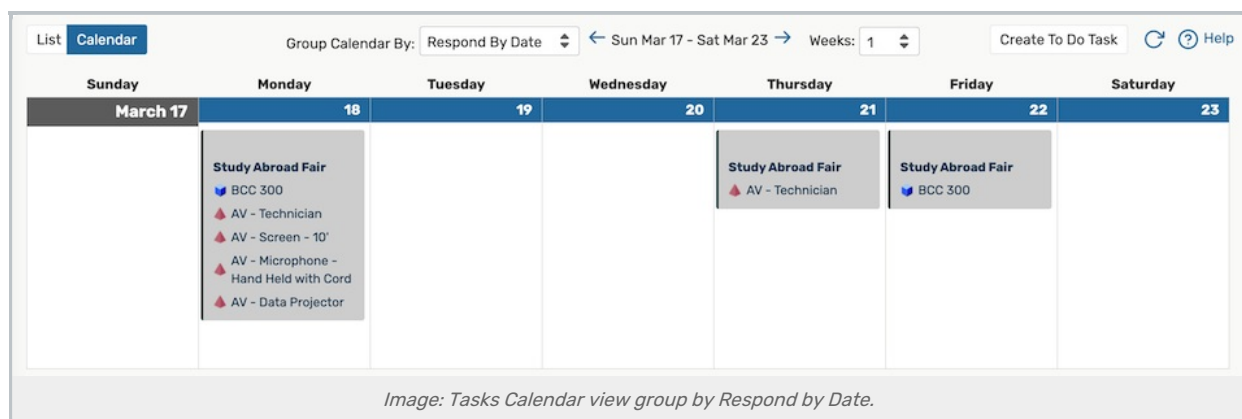 List Calendar Group Calendar By: Respond By Date Sun Mar 17 - Sat Mar 23 Weeks: 1 Create To Do Task Help
Sunday Monday Tuesday Wednesday Thursday Friday Saturday
March 17 18 19 20 21 22 23
Study Abroad Fair
BCC 300
AV - Technician
AV - Screen - 10'
AV - Microphone -
Hand Held with Cord
AV - Data Projector
Study Abroad Fair
AV - Technician
Study Abroad Fair
BCC 300
Image: Tasks Calendar view group by Respond by Date.